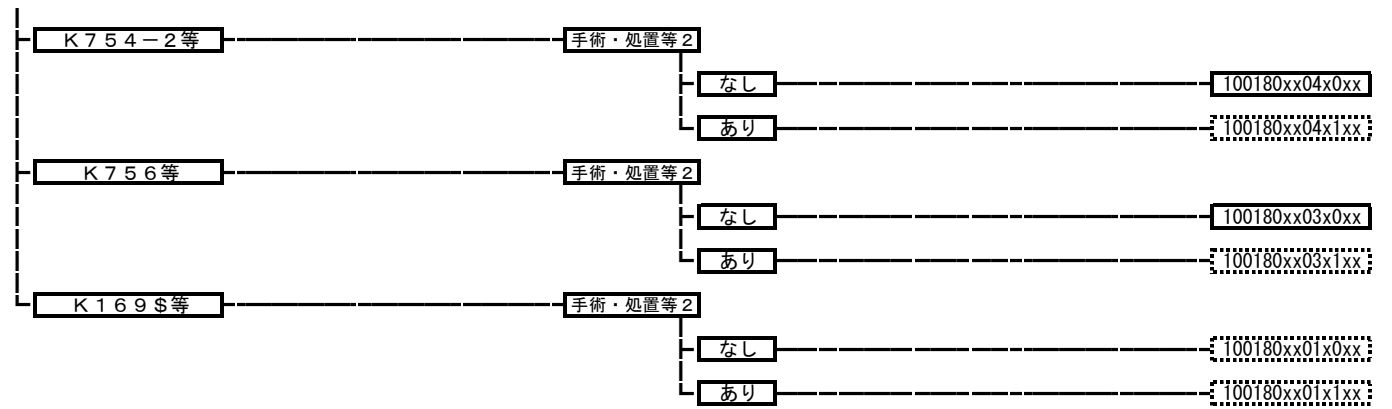 K754－2等 手術・処置等2
なし 100180xx04x0xx
あり 100180xx04x1xx
K756等 手術・処置等2
なし 100180xx03x0xx
あり 100180xx03x1xx
K169$等 手術・処置等2
なし 100180xx01x0xx
あり 100180xx01x1xx